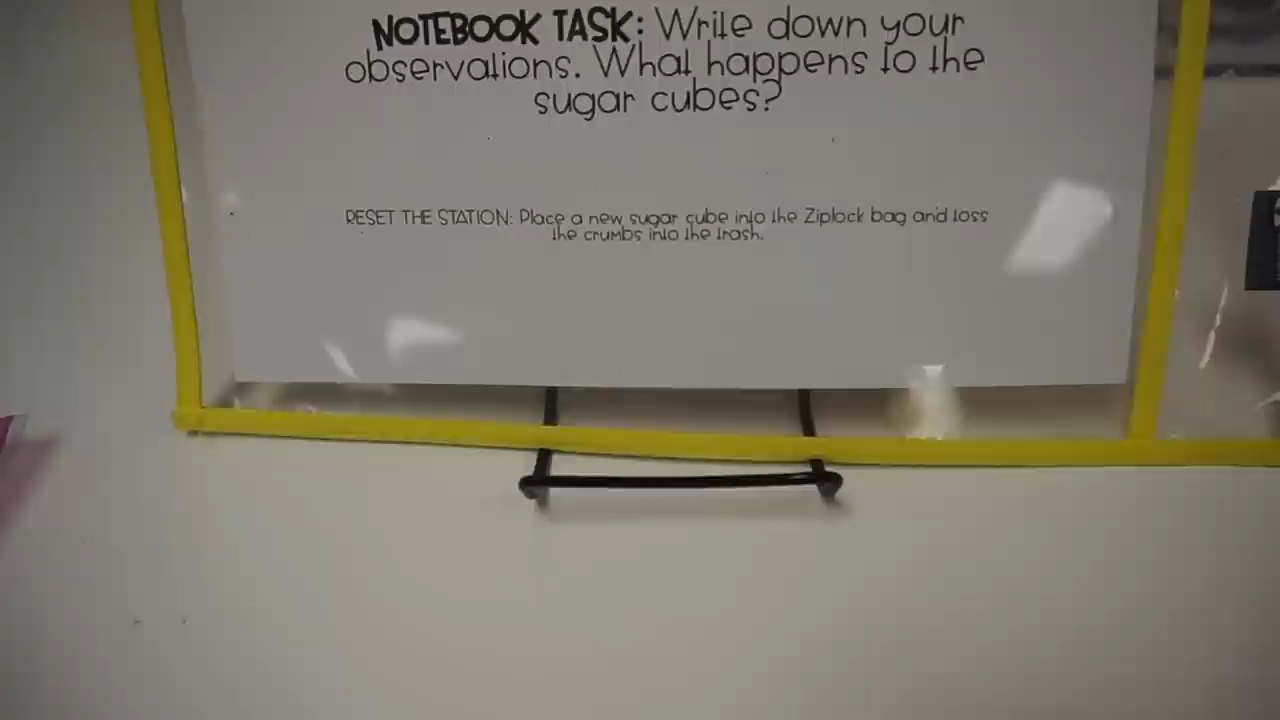 NOTEBOOK TASK: Write down your
observations. What happens to the
sugar cubes?
RESET THE STATION: Place a new sugar cube into the Ziplock bag and toss
the crumbs into the trash.